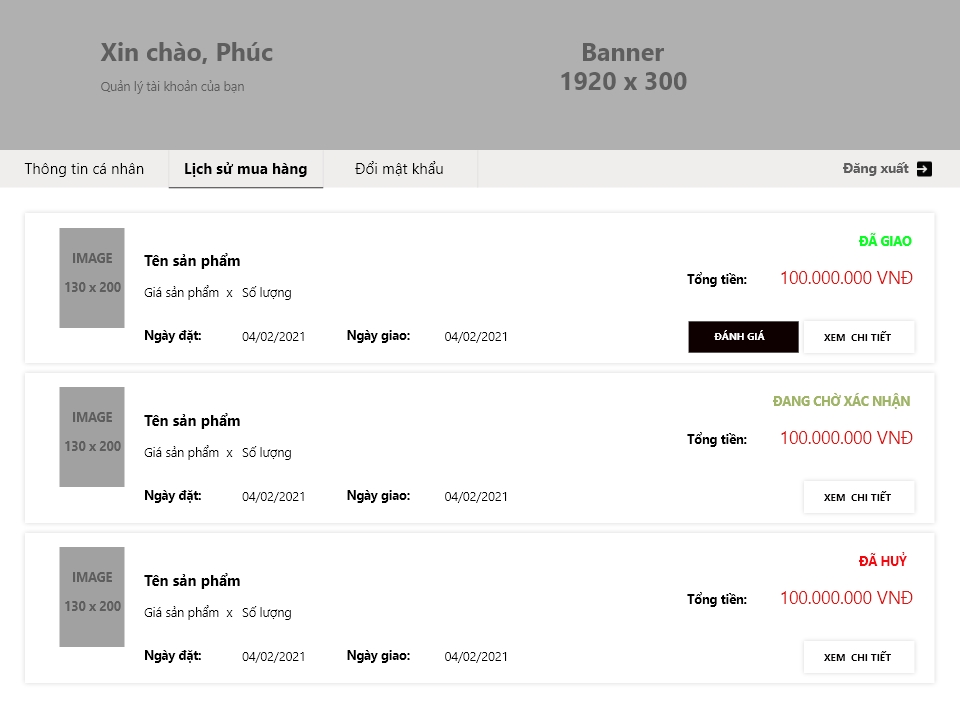 Xin chào, Phúc
Quản lý tài khoản của bạn
Banner
1920 x 300
Thông tin cá nhân
Lịch sử mua hàng
Đổi mật khẩu
Đăng xuất
IMAGE
130 x 200
Tên sản phẩm
Giá sản phẩm x Số lượng
Ngày đặt: 04/02/2021 Ngày giao: 04/02/2021
ĐÃ GIAO
Tổng tiền: 100.000.000 VNĐ
ĐÁNH GIÁ
XEM CHI TIẾT
IMAGE
130 x 200
Tên sản phẩm
Giá sản phẩm x Số lượng
Ngày đặt: 04/02/2021 Ngày giao: 04/02/2021
ĐANG CHỜ XÁC NHẬN
Tổng tiền: 100.000.000 VNĐ
XEM CHI TIẾT
IMAGE
130 x 200
Tên sản phẩm
Giá sản phẩm x Số lượng
Ngày đặt: 04/02/2021 Ngày giao: 04/02/2021
ĐÃ HUỶ
Tổng tiền: 100.000.000 VNĐ
XEM CHI TIẾT